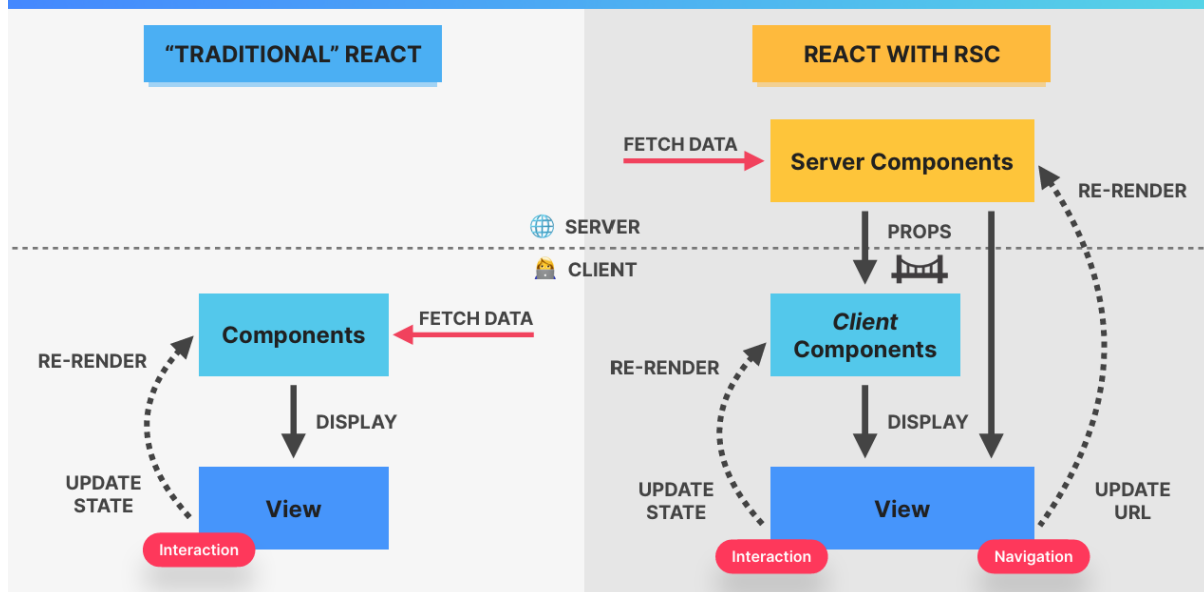 “TRADITIONAL” REACT
REACT WITH RSC
FETCH DATA
Server Components
RE-RENDER
SERVER
PROPS
CLIENT
Components
FETCH DATA
RE-RENDER
DISPLAY
UPDATE
STATE
View
Interaction
Client
Components
RE-RENDER
DISPLAY
UPDATE
STATE
View
UPDATE
URL
Interaction
Navigation